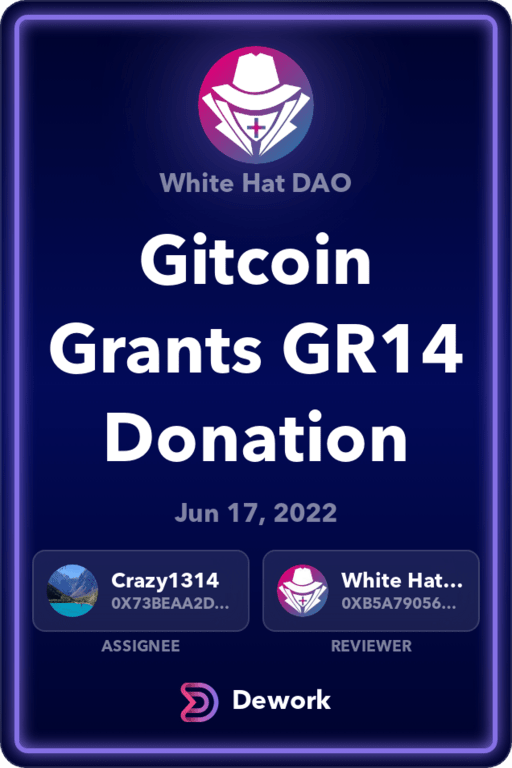 White Hat DAO
Gitcoin
Grants GR14
Donation
Jun 17, 2022
Crazy1314
0X73BEAA2D...
ASSIGNEE
White Hat...
0XB5A79056...
REVIEWER
Dework